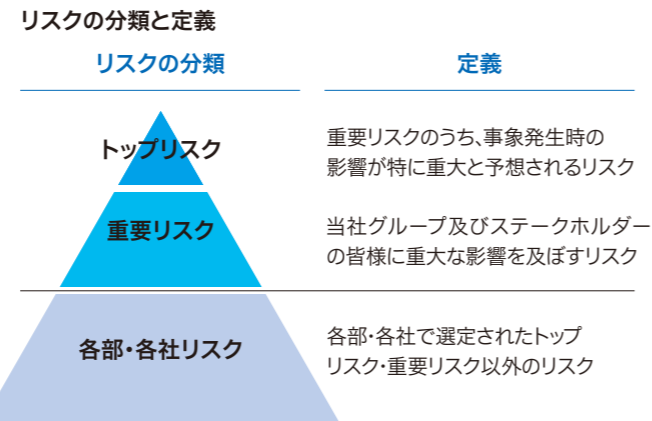 リスクの分類と定義
リスクの分類
定義
トップリスク
重要リスクのうち、事象発生時の
影響が特に重大と予想されるリスク
重要リスク
当社グループ及びステークホルダー
の皆様に重大な影響を及ぼすリスク
各部・各社リスク
各部・各社で選定されたトップ
リスク・重要リスク以外のリスク